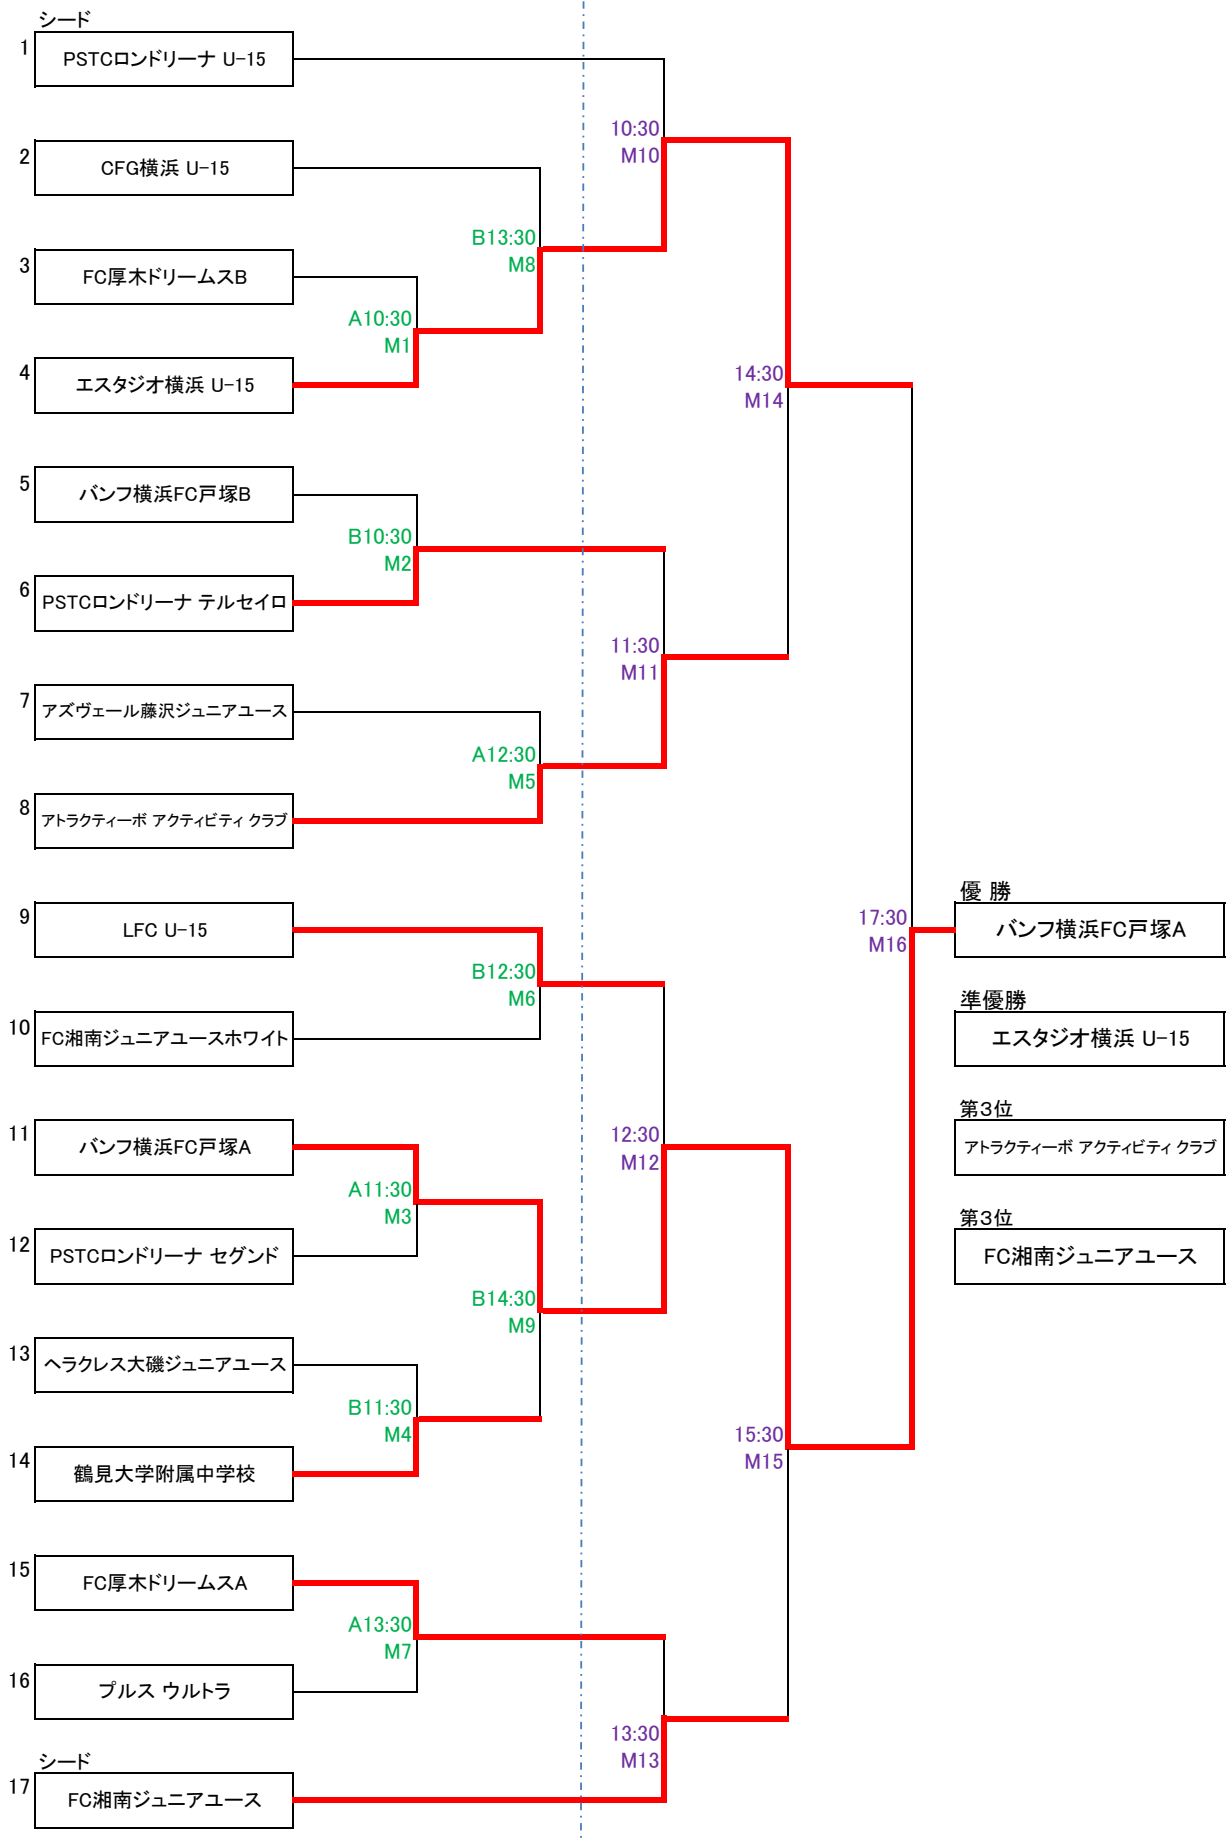 シード
1
PSTCロンドリーナ U-15
10:30
M10
2
CFG横浜 U-15
B13:30
M8
3
FC厚木ドリームスB
A10:30
M1
4
エスタジオ横浜 U-15
14:30
M14
5
バンフ横浜FC戸塚B
B10:30
M2
6
PSTCロンドリーナ テルセイロ
11:30
M11
7
アズヴェール藤沢ジュニアユース
A12:30
M5
8
アトラクティーボ アクティビティ クラブ
9
LFC U-15
B12:30
M6
17:30
M16
優 勝
バンフ横浜FC戸塚A
準優勝
エスタジオ横浜 U-15
10
FC湘南ジュニアユースホワイト
第3位
アトラクティーボ アクティビティ クラブ
11
バンフ横浜FC戸塚A
12:30
M12
A11:30
M3
第3位
FC湘南ジュニアユース
12
PSTCロンドリーナ セグンド
B14:30
M9
13
ヘラクレス大磯ジュニアユース
B11:30
M4
14
鶴見大学附属中学校
15:30
M15
15
FC厚木ドリームスA
A13:30
M7
16
プルス ウルトラ
13:30
M13
シード
17
FC湘南ジュニアユース